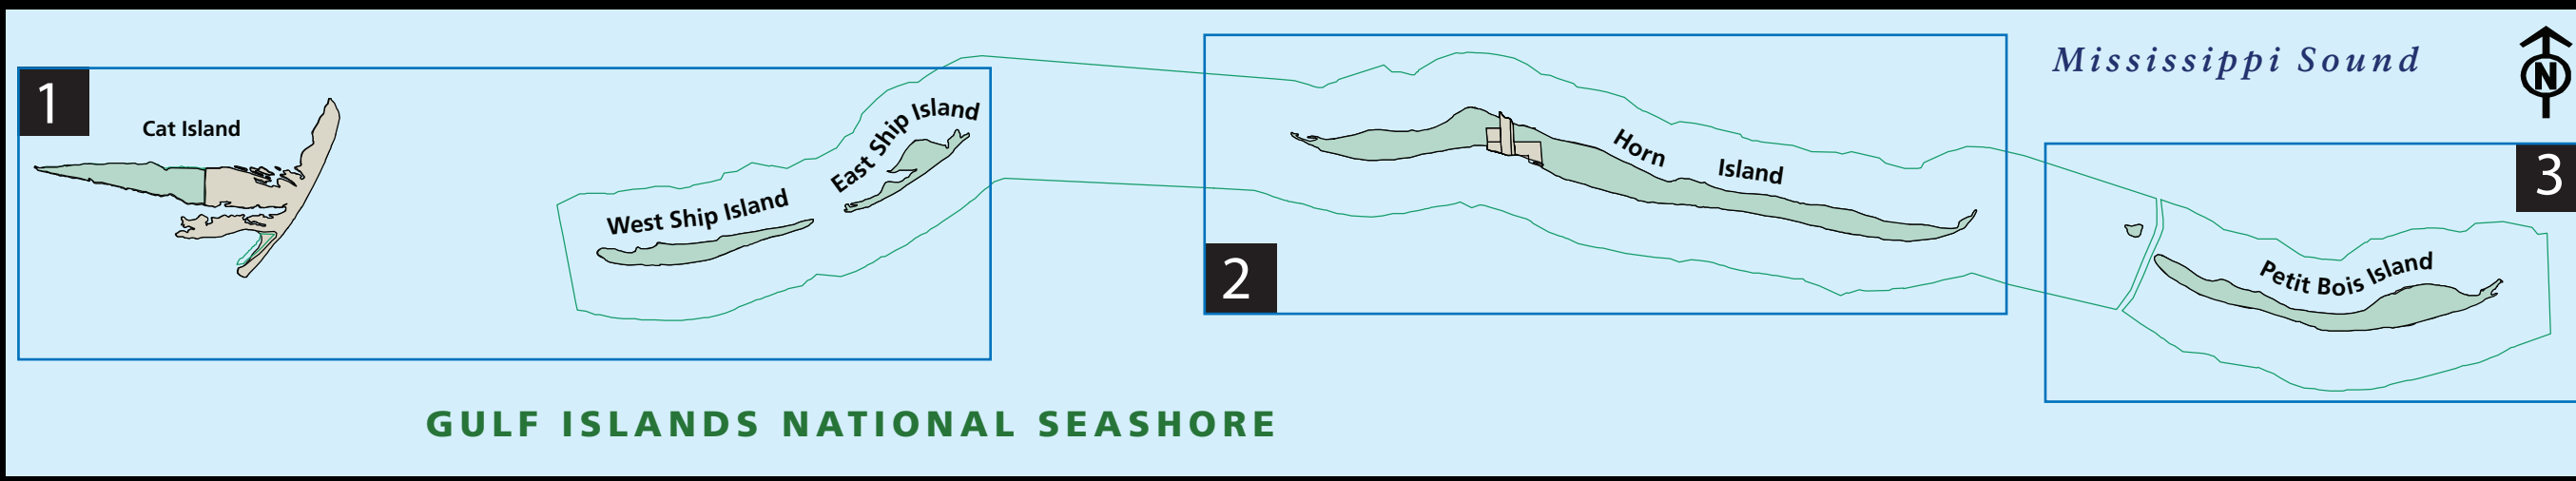 1
Cat Island
West Ship Island
East Ship Island
2
Horn Island
Mississippi Sound
N
3
Petit Bois Island
GULF ISLANDS NATIONAL SEASHORE